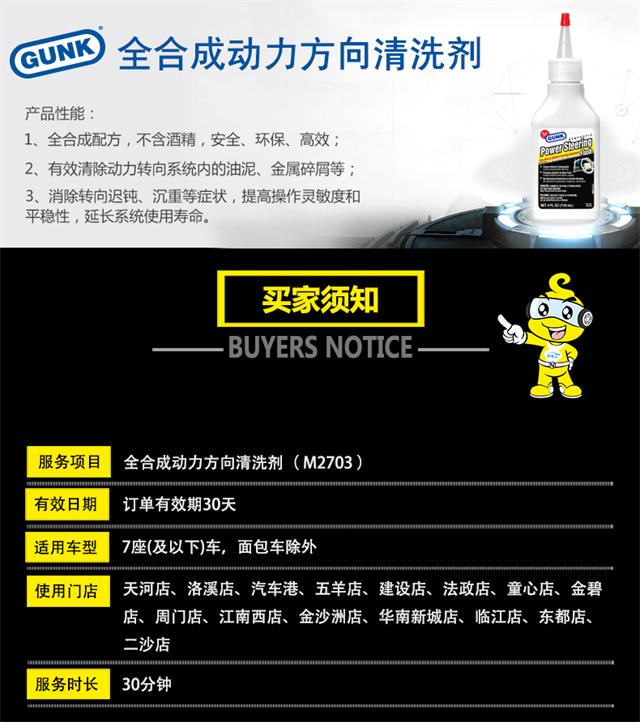 GUNK®
全合成动力方向清洗剂
产品性能：
1、全合成配方，不含酒精，安全、环保、高效；
2、有效清除动力转向系统内的油泥、金属碎屑等；
3、消除转向迟钝、沉重等症状，提高操作灵敏度和
平稳性，延长系统使用寿命。
GUNK
Power Steering
NET 4 FL OZ (118 mL)
买家须知
BUYERS NOTICE
服务项目 全合成动力方向清洗剂（M2703）
有效日期 订单有效期30天
适用车型 7座(及以下)车，面包车除外
使用门店 天河店、洛溪店、汽车港、五羊店、建设店、法政店、童心店、金碧
店、周门店、江南西店、金沙洲店、华南新城店、临江店、东都店、
二沙店
服务时长 30分钟